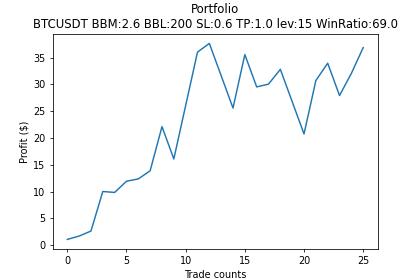 Portfolio
BTCUSDT BBM:2.6 BBL:200 SL:0.6 TP:1.0 lev:15 WinRatio:69.0
35
30
25
20
15
10
5
0
Profit ($)
0 5 10 15 20 25
Trade counts